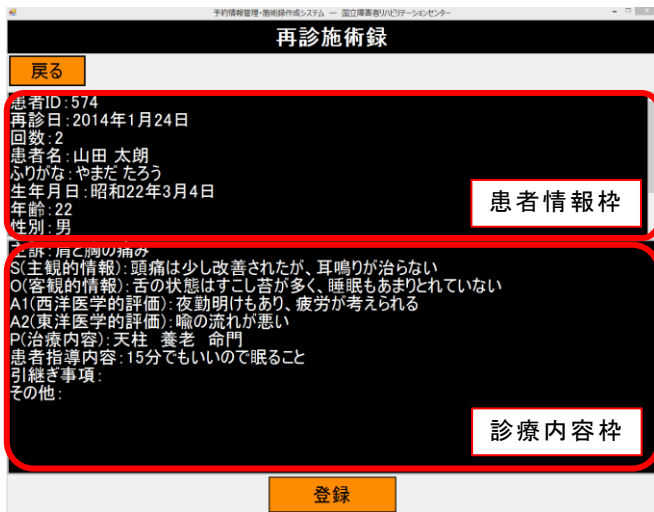 予約情報管理・施術録作成システム ― 国立障害者リハビリテーションセンター
再診施術録
戻る
患者ID:574
再診日:2014年1月24日
回数:2
患者名:山田 太朗
ふりがな:やまだ たろう
生年月日:昭和22年3月4日
年齢:22
性別:男
患者情報枠
主訴:肩と胸の痛み
S(主観的情報):頭痛は少し改善されたが、耳鳴りが治らない
O(客観的情報):舌の状態はすこし苔が多く、睡眠もあまりとれていない
A1(西洋医学的評価):夜勤明けもあり、疲労が考えられる
A2(東洋医学的評価):喩の流れが悪い
P(治療内容):天柱 養老 命門
患者指導内容:15分でもいいので眠ること
引継ぎ事項:
その他:
診療内容枠
登録